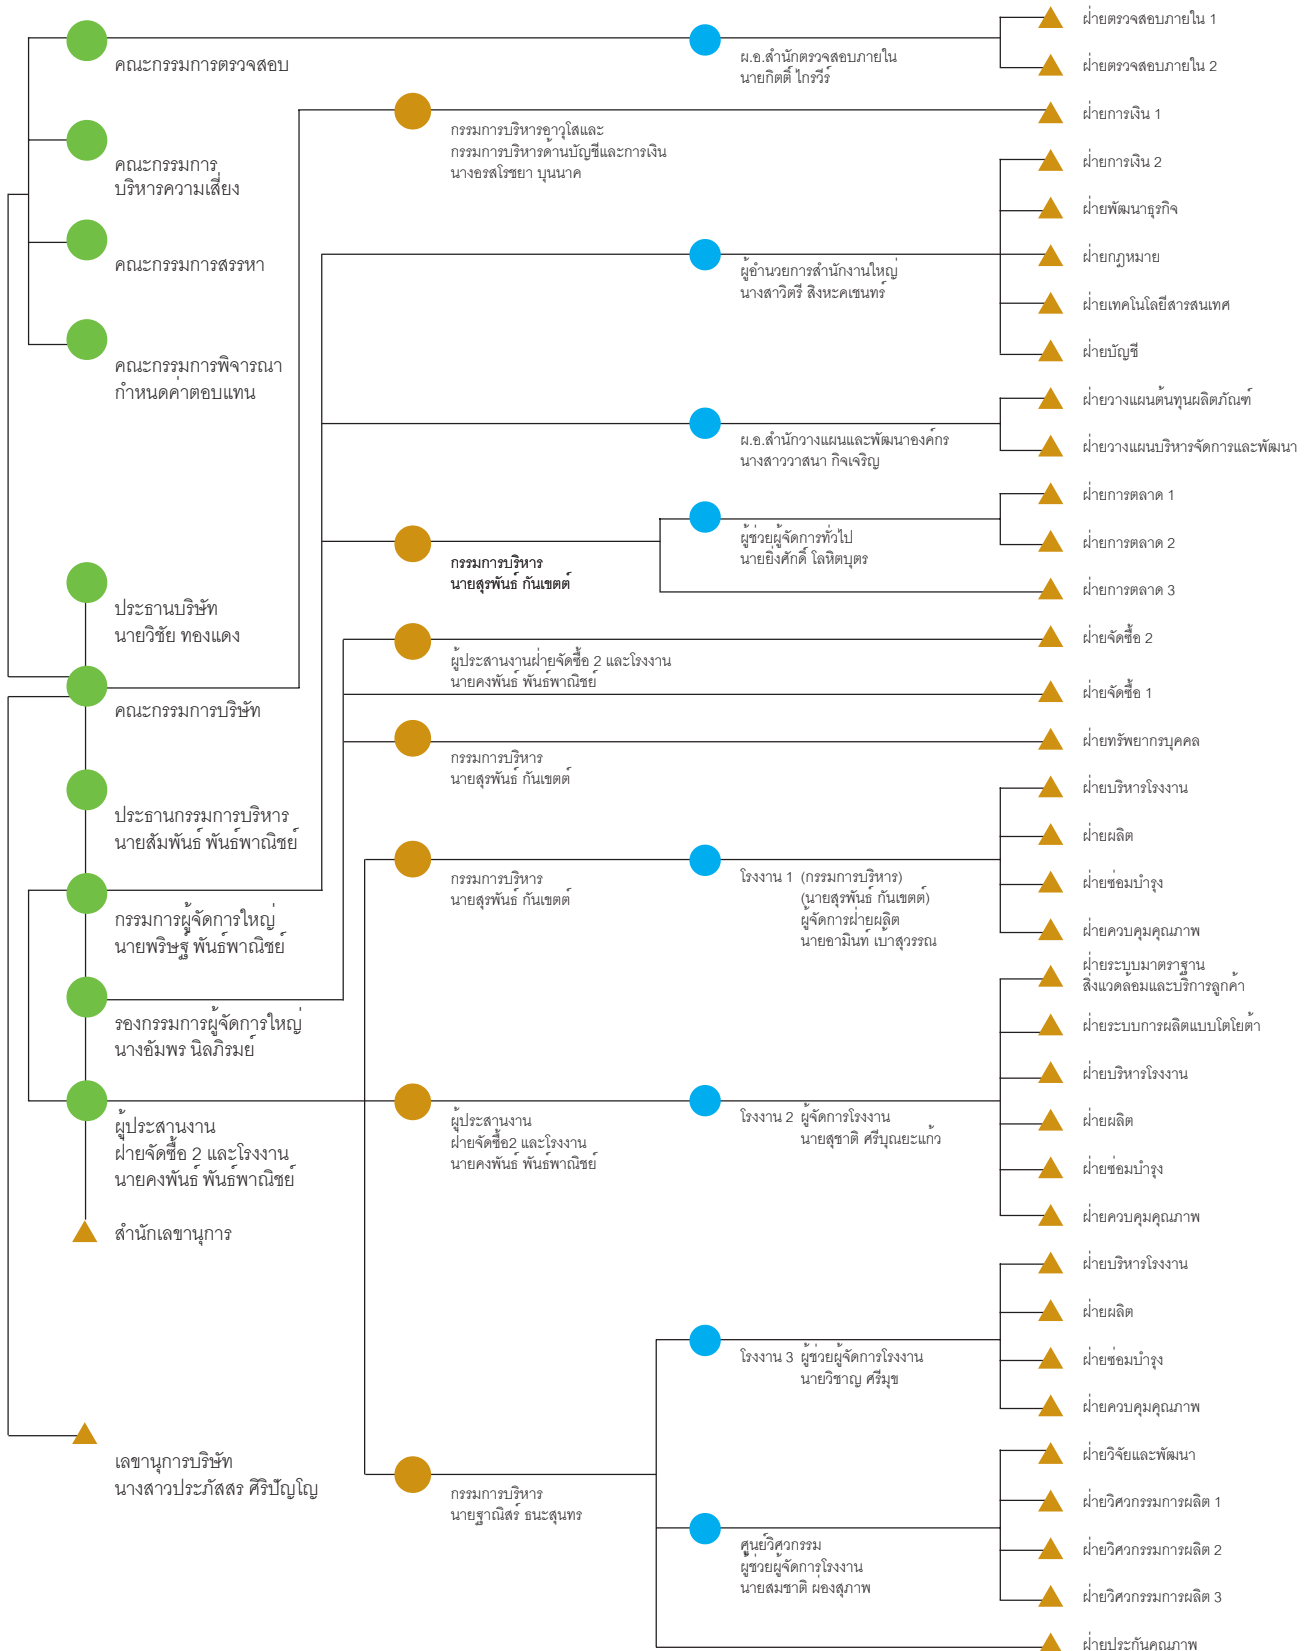 คณะกรรมการตรวจสอบ
คณะกรรมการ
บริหารความเสี่ยง
คณะกรรมการสรรหา
คณะกรรมการพิจารณา
กำหนดค่าตอบแทน
ประธานบริษัท
นายวิชัย ทองแดง
คณะกรรมการบริษัท
ประธานกรรมการบริหาร
นายสัมพันธ์ พันธ์พาณิชย์
กรรมการผู้จัดการใหญ่
นายพริษฐ์ พันธ์พาณิชย์
รองกรรมการผู้จัดการใหญ่
นางอัมพร นิลภิรมย์
ผู้ประสานงาน
ฝ่ายจัดซื้อ 2 และโรงงาน
นายคงพันธ์ พันธ์พาณิชย์
สำนักเลขานุการ
เลขานุการบริษัท
นางสาวประภัสสร ศิริปัญโญ
กรรมการบริหารอาวุโสและ
กรรมการบริหารด้านบัญชีและการเงิน
นางอรสโรชยา บุนนาค
กรรมการบริหาร
นายสุรพันธ์ กันเขตต์
ผู้ประสานงานฝ่ายจัดซื้อ 2 และโรงงาน
นายคงพันธ์ พันธ์พาณิชย์
กรรมการบริหาร
นายสุรพันธ์ กันเขตต์
กรรมการบริหาร
นายสุรพันธ์ กันเขตต์
ผู้ประสานงาน
ฝ่ายจัดซื้อ2 และโรงงาน
นายคงพันธ์ พันธ์พาณิชย์
กรรมการบริหาร
นายฐาณิสร์ ธนะสุนทร
ผ.อ.สำนักตรวจสอบภายใน
นายกิตติ์ ไกรวีร์
ผู้อำนวยการสำนักงานใหญ่
นางสาวิตรี สิงหะคเชนทร์
ผ.อ.สำนักวางแผนและพัฒนาองค์กร
นางสาววาสนา กิจเจริญ
ผู้ช่วยผู้จัดการทั่วไป
นายยิ่งศักดิ์ โลหิตบุตร
โรงงาน 1 (กรรมการบริหาร)
(นายสุรพันธ์ กันเขตต์)
ผู้จัดการฝ่ายผลิต
นายอามินท์ เบ้าสุวรรณ
โรงงาน 2 ผู้จัดการโรงงาน
นายสุชาติ ศรีบุณยะแก้ว
โรงงาน 3 ผู้ช่วยผู้จัดการโรงงาน
นายวิชาญ ศรีมุข
ศูนย์วิศวกรรม
ผู้ช่วยผู้จัดการโรงงาน
นายสมชาติ ผ่องสุภาพ
ฝ่ายตรวจสอบภายใน 1
ฝ่ายตรวจสอบภายใน 2
ฝ่ายการเงิน 1
ฝ่ายการเงิน 2
ฝ่ายพัฒนาธุรกิจ
ฝ่ายกฎหมาย
ฝ่ายเทคโนโลยีสารสนเทศ
ฝ่ายบัญชี
ฝ่ายวางแผนต้นทุนผลิตภัณฑ์
ฝ่ายวางแผนบริหารจัดการและพัฒนา
ฝ่ายการตลาด 1
ฝ่ายการตลาด 2
ฝ่ายการตลาด 3
ฝ่ายจัดซื้อ 2
ฝ่ายจัดซื้อ 1
ฝ่ายทรัพยากรบุคคล
ฝ่ายบริหารโรงงาน
ฝ่ายผลิต
ฝ่ายซ่อมบำรุง
ฝ่ายควบคุมคุณภาพ
ฝ่ายระบบมาตราฐาน
สิ่งแวดล้อมและบริการลูกค้า
ฝ่ายระบบการผลิตแบบโตโยต้า
ฝ่ายบริหารโรงงาน
ฝ่ายผลิต
ฝ่ายซ่อมบำรุง
ฝ่ายควบคุมคุณภาพ
ฝ่ายบริหารโรงงาน
ฝ่ายผลิต
ฝ่ายซ่อมบำรุง
ฝ่ายควบคุมคุณภาพ
ฝ่ายวิจัยและพัฒนา
ฝ่ายวิศวกรรมการผลิต 1
ฝ่ายวิศวกรรมการผลิต 2
ฝ่ายวิศวกรรมการผลิต 3
ฝ่ายประกันคุณภาพ